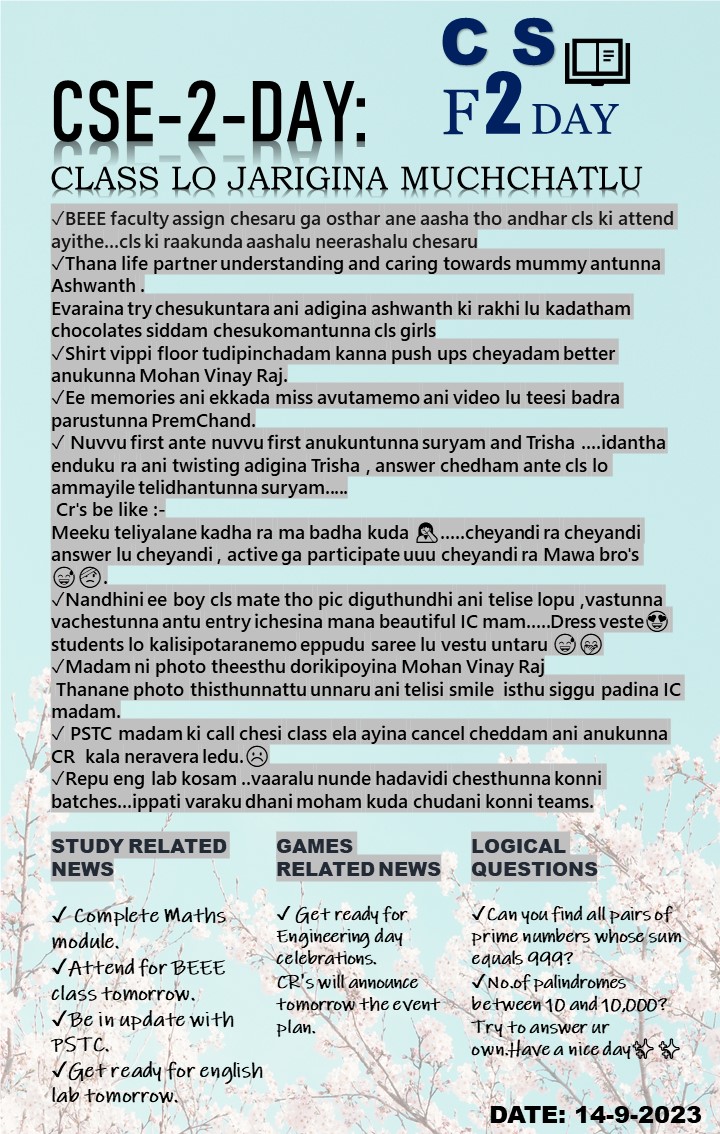 C S
F2 DAY
CSE-2-DAY:
CLASS LO JARIGINA MUCHCHATLU
✓BEEE faculty assign chesaru ga osthar ane aasha tho andhar cls ki attend
ayithe...cls ki raakunda aashalu neerashalu chesaru
✓Thana life partner understanding and caring towards mummy antunna
Ashwanth .
Evaraina try chesukuntara ani adigina ashwanth ki rakhi lu kadatham
chocolates siddam chesukomantunna cls girls
✓Shirt vippi floor tudipinchadam kanna push ups cheyadam better
anukunna Mohan Vinay Raj.
✓Ee memories ani ekkada miss avutamemo ani video lu teesi badra
parustunna PremChand.
✓ Nuvvu first ante nuvvu first anukuntunna suryam and Trisha ....idantha
enduku ra ani twisting adigina Trisha , answer chedham ante cls lo
ammayile telidhantunna suryam.....
Cr's be like :-
Meeku teliyalane kadha ra ma badha kuda 🤦.....cheyandi ra cheyandi
answer lu cheyandi , active ga participate uuu cheyandi ra Mawa bro's
😅🤕.
✓Nandhini ee boy cls mate tho pic diguthundhi ani telise lopu ,vastunna
vachestunna antu entry ichesina mana beautiful IC mam.....Dress veste😍
students lo kalisipotaranemo eppudu saree lu vestu untaru 😅🤭
✓Madam ni photo theesthu dorikipoyina Mohan Vinay Raj
Thanane photo thisthunnattu unnaru ani telisi smile isthu siggu padina IC
madam.
✓ PSTC madam ki call chesi class ela ayina cancel cheddam ani anukunna
CR kala neravera ledu.☹
✓Repu eng lab kosam ..vaaralu nunde hadavidi chesthunna konni
batches...ippati varaku dhani moham kuda chudani konni teams.
STUDY RELATED
NEWS
✓ Complete Maths
module.
✓Attend for BEEE
class tomorrow.
✓Be in update with
PSTC.
✓Get ready for english
lab tomorrow.
GAMES
RELATED NEWS
✓ Get ready for
Engineering day
celebrations.
CR's will announce
tomorrow the event
plan.
LOGICAL
QUESTIONS
✓Can you find all pairs of
prime numbers whose sum
equals 999?
✓No.of palindromes
between 10 and 10,000?
Try to answer ur
own.Have a nice day✨ ✨
DATE: 14-9-2023